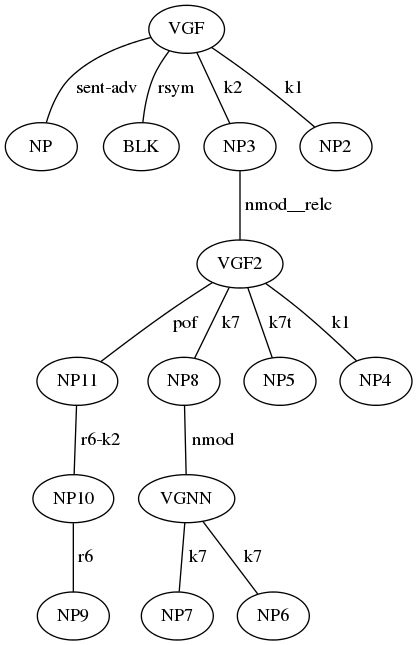 VGF
sent-adv rsym k2 k1
NP BLK NP3 NP2
nmod__relc
VGF2
pof k7 k7t k1
NP11 NP8 NP5 NP4
r6-k2 nmod
NP10 VGNN
r6 k7 k7
NP9 NP7 NP6